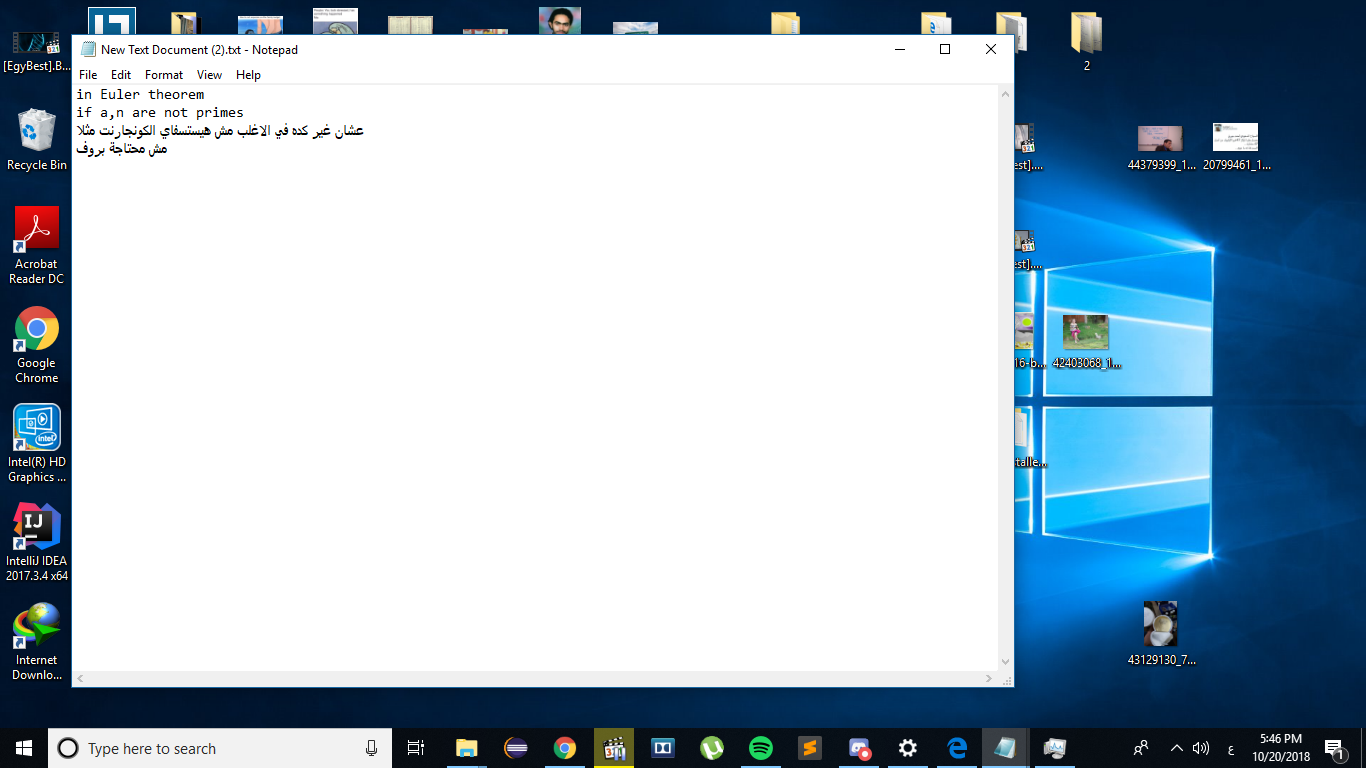 [EgyBest].B...
2
New Text Document (2).txt - Notepad
File Edit Format View Help
in Euler theorem
if a,n are not primes
عشان غير كده في الاغلب مش هيستسفاي الكونجارنت مثلا
مش محتاجة بروف
Recycle Bin
est]....
44379399_1...
20799461_1...
Acrobat
Reader DC
est]....
Google
Chrome
16-b...
42403068_1...
Intel(R) HD
Graphics ...
stalle...
IntelliJ IDEA
2017.3.4 x64
Internet
Downlo...
43129130_7...
Type here to search
ع
5:46 PM
10/20/2018
1